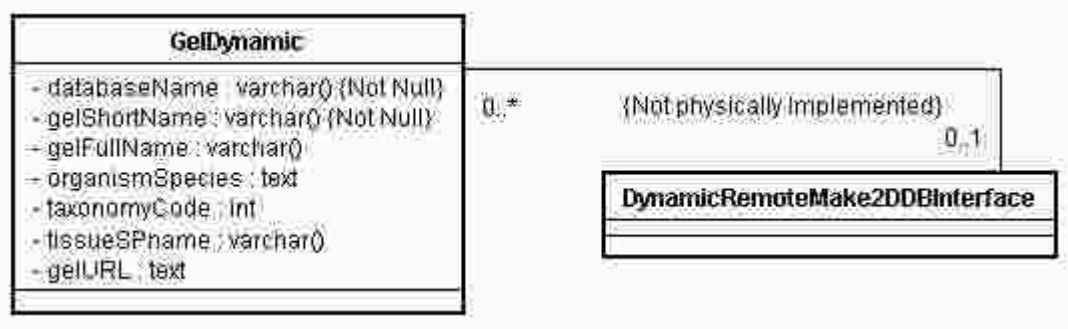 GelDynamic
- databaseName : varchar() {Not Null}
- gelShortName : varchar() {Not Null}
- gelFullName : varchar()
- organismSpecies : text
- taxonomyCode : int
- tissueSPname : varchar()
- gelURL : text
0..*
{Not physically implemented}
0..1
DynamicRemoteMake2DDBInterface